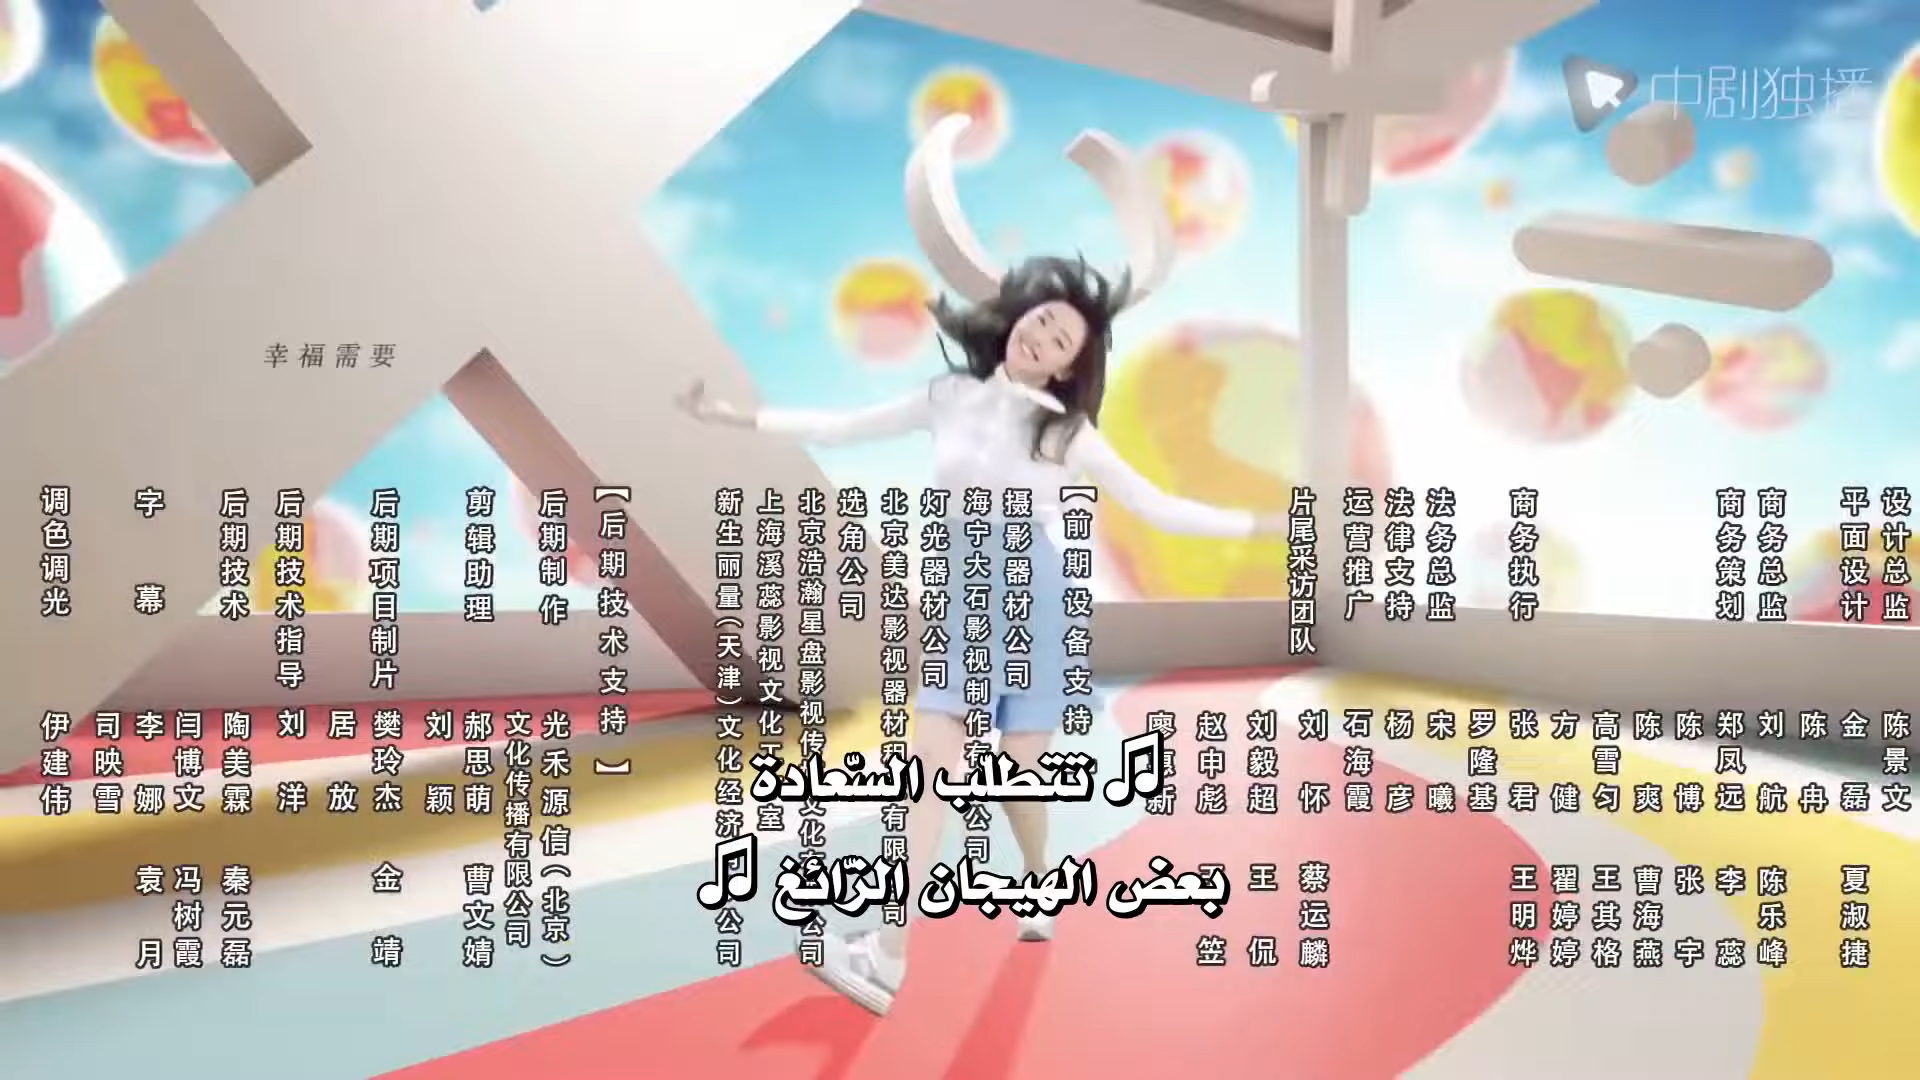 中剧独播
幸福需要
设计总监 陈景文
平面设计 金磊 夏淑捷
陈冉
商务总监 刘航 陈乐峰
商务策划 郑凤远 李蕊
陈博 张宇
陈爽 曹海燕
高雪匀 王其格
方健 翟婷婷
商务执行 张君 王明烨
罗隆基
法务总监 宋曦
法律支持 杨彦
运营推广 石海霞
片尾采访团队 刘怀 蔡运麟
刘毅超 王侃
赵申彪 笠
廖 新
【前期设备支持
摄影器材公司
海宁大石影视制作有 公司
灯光器材公司
北京美达影视器材租 有限 司
选角公司
北京浩瀚星盘影视传 文化 公司
上海溪蕊影视文化工 室
新生丽量(天津)文化经济 公司
【后期技术支持】
后期制作 光禾源信(北京)
文化传播有限公司
剪辑助理 郝思萌 曹文婧
刘颖
后期项目制片 樊玲杰 金靖
居放
后期技术指导 刘洋
后期技术 陶美霖 秦元磊
闫博文 冯树霞
字幕 李娜 袁月
司映雪
调色调光 伊建伟
♫ تتطلّب السّعادة
بعض الهيجان الرّائع ♫